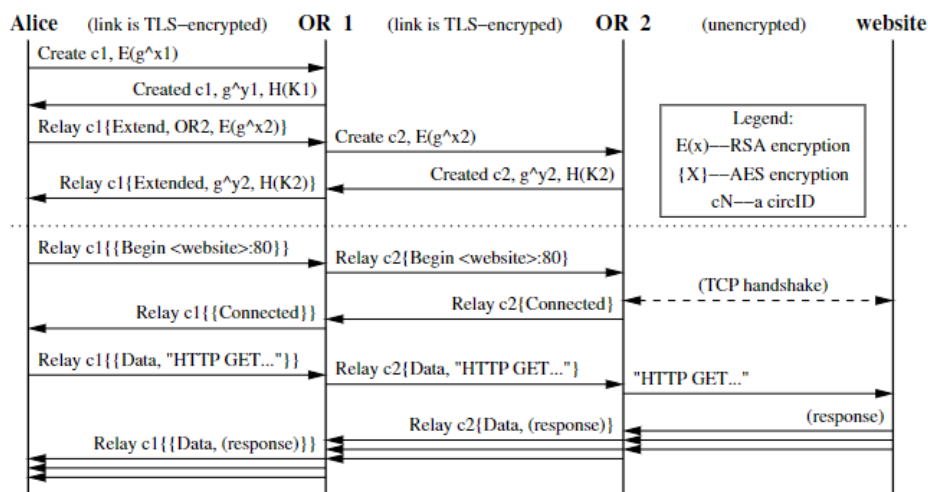 Alice (link is TLS−encrypted) OR 1 (link is TLS−encryped) OR 2 (unencrypted) website
Create c1, E(g^x1)
Created c1, g^y1, H(K1)
Relay c1{Extend, OR2, E(g^x2)}
Create c2, E(g^x2)
Created c2, g^y2, H(K2)
Relay c1{Extended, g^y2, H(K2)}
Legend:
E(x)−−RSA encryption
{X}−−AES encryption
cN−−a circID
Relay c1{{Begin <website>:80}}
Relay c2{Begin <website>:80}
(TCP handshake)
Relay c2{Connected}
Relay c1{{Connected}}
Relay c1{{Data, "HTTP GET..."}}
Relay c2{Data, "HTTP GET..."}
"HTTP GET..."
(response)
Relay c2{Data, (response)}
Relay c1{{Data, (response)}}